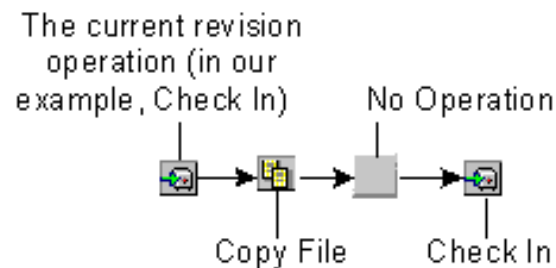 The current revision
operation (in our
example, Check In)
No Operation
Copy File
Check In